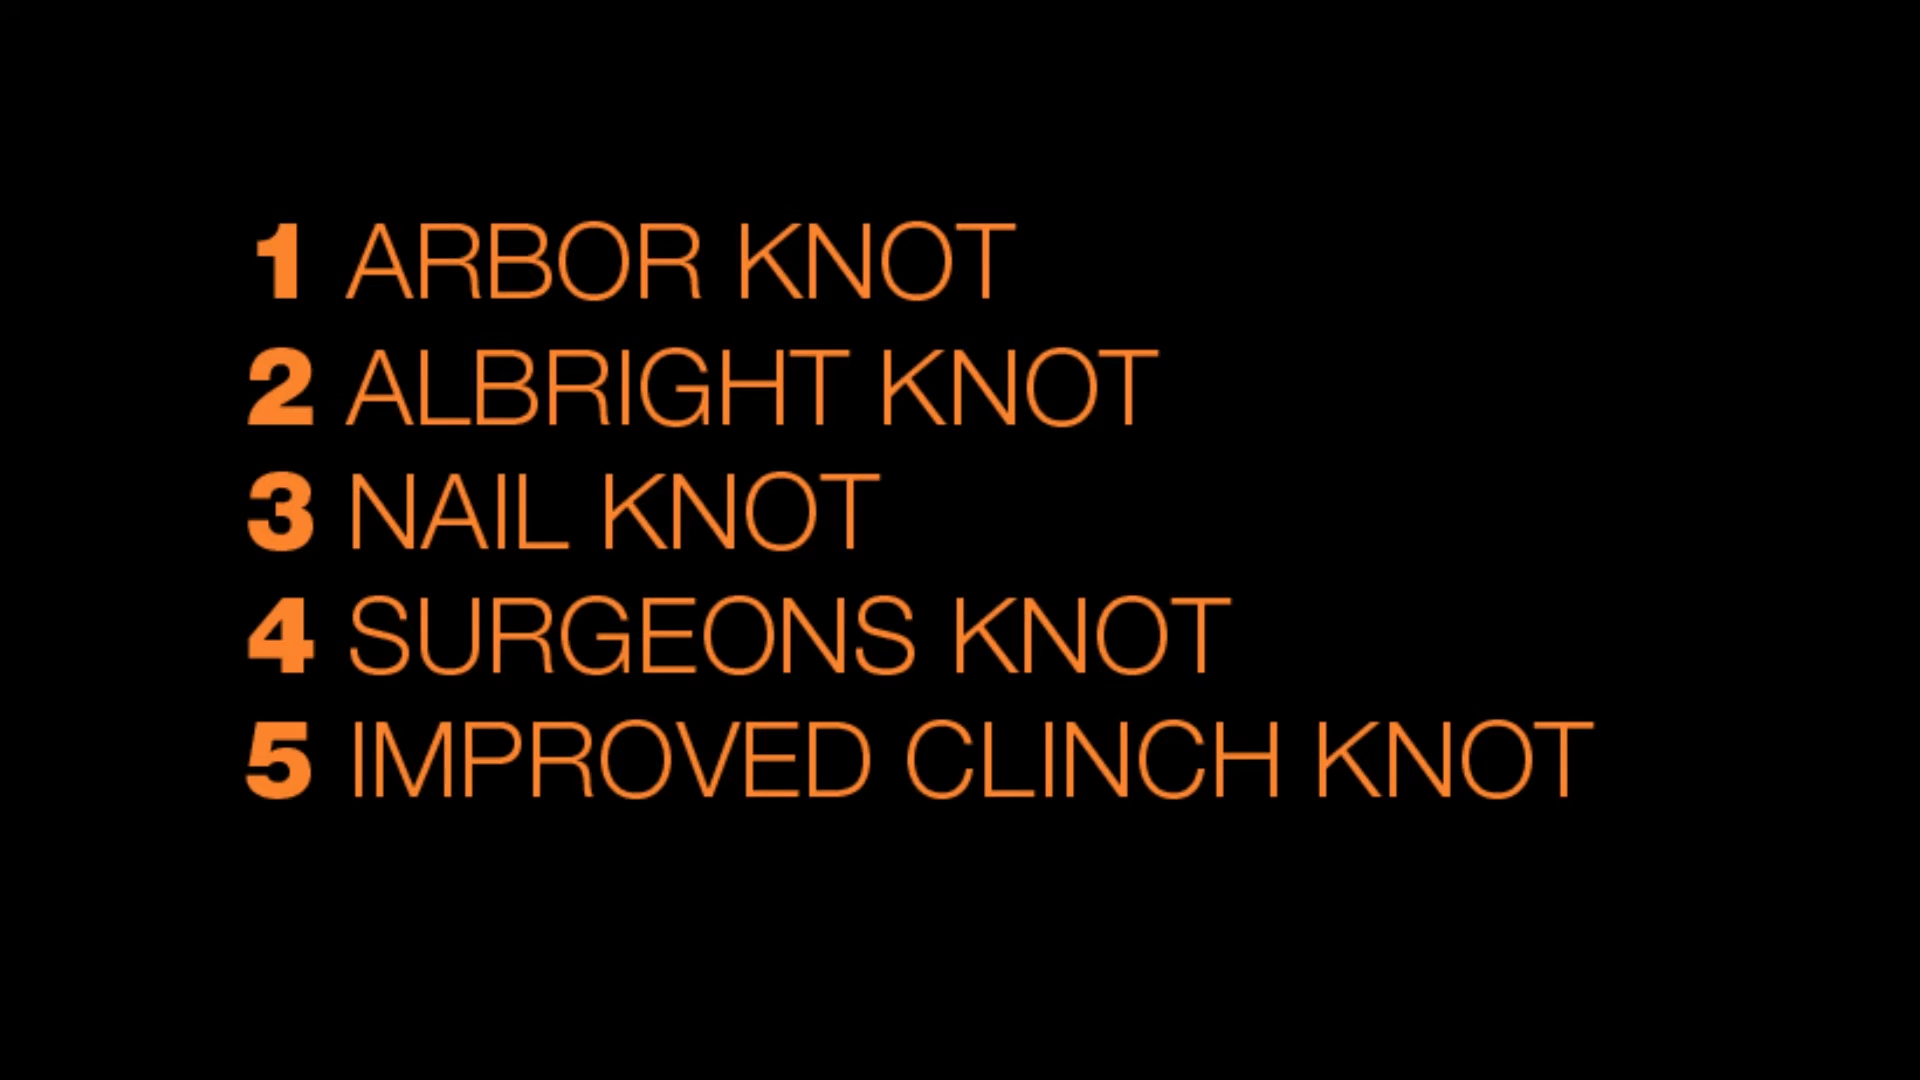 1 ARBOR KNOT
2 ALBRIGHT KNOT
3 NAIL KNOT
4 SURGEONS KNOT
5 IMPROVED CLINCH KNOT